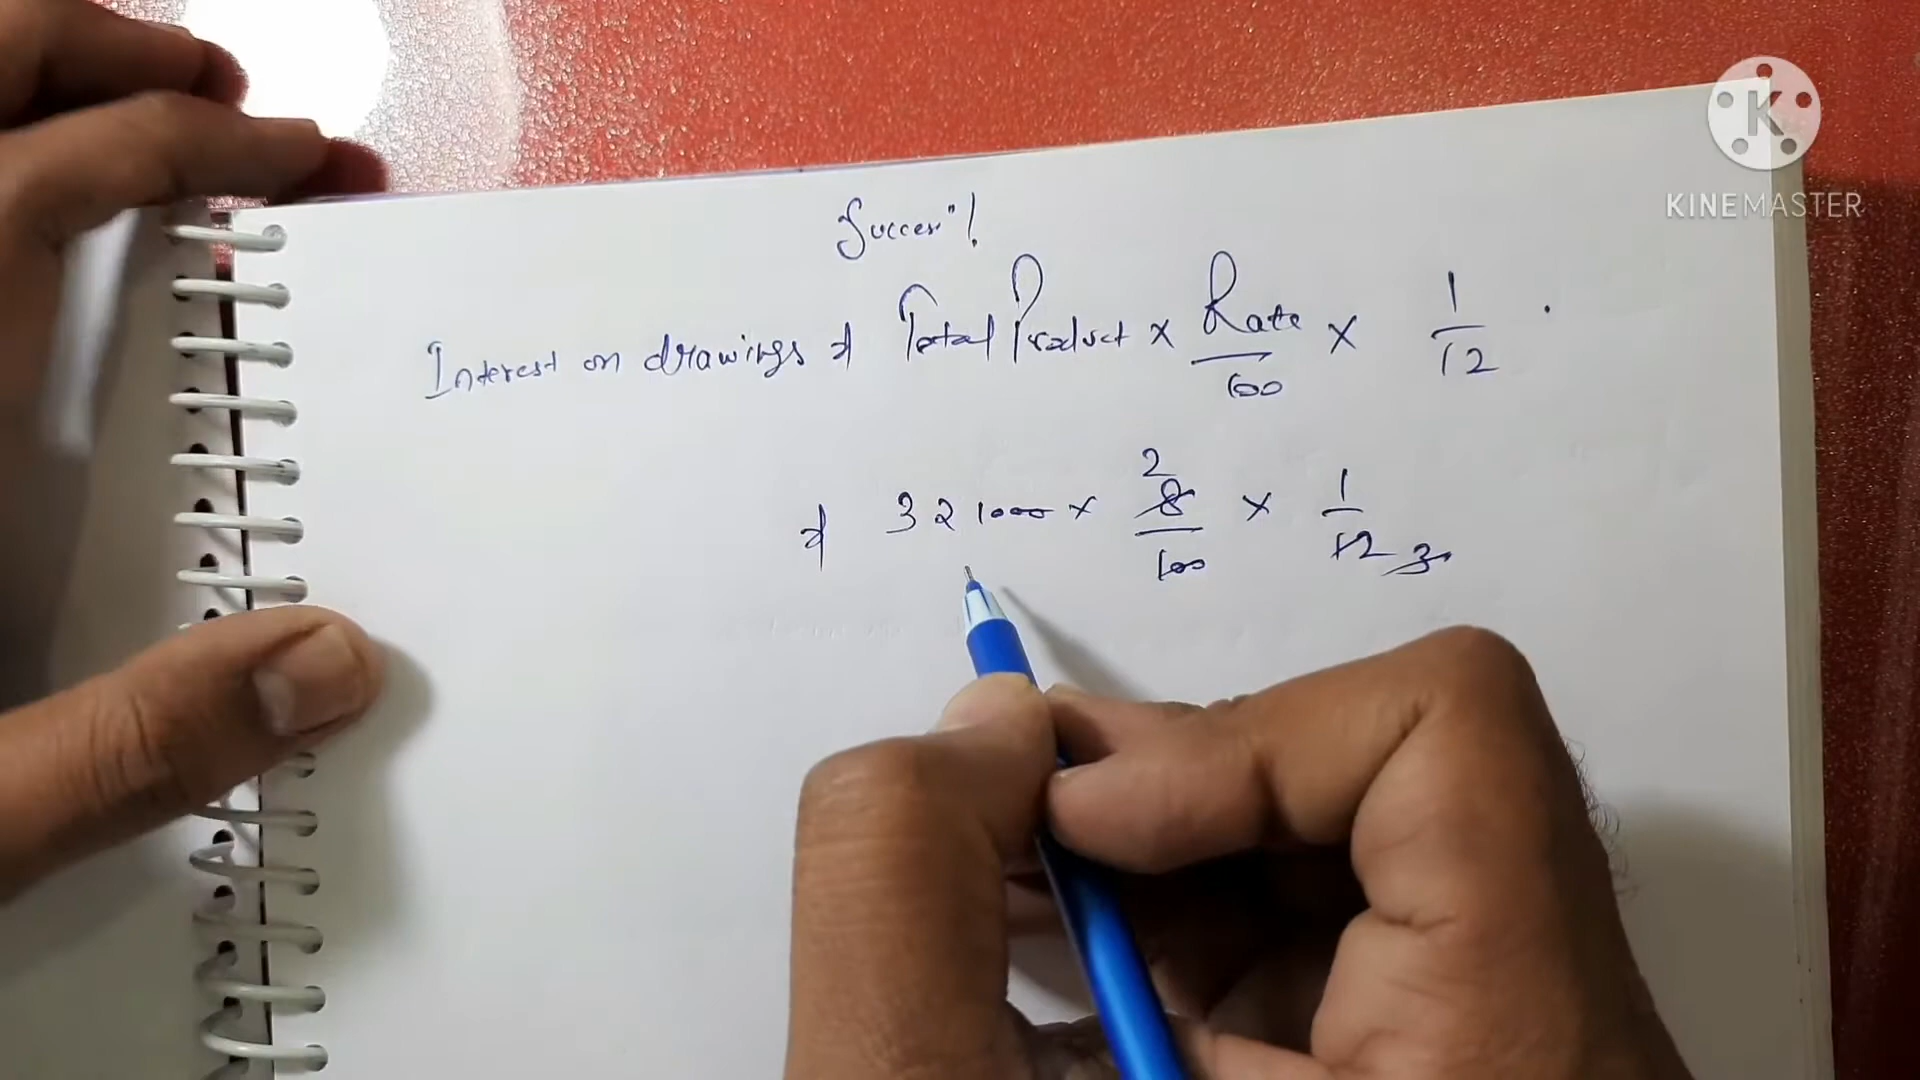 Success"!
Interest on drawings ⇒ Total Product × Rate/100 × 1/12 .
⇒ 321000 × 2 8/100 × 1/12 3
K
KINEMASTER